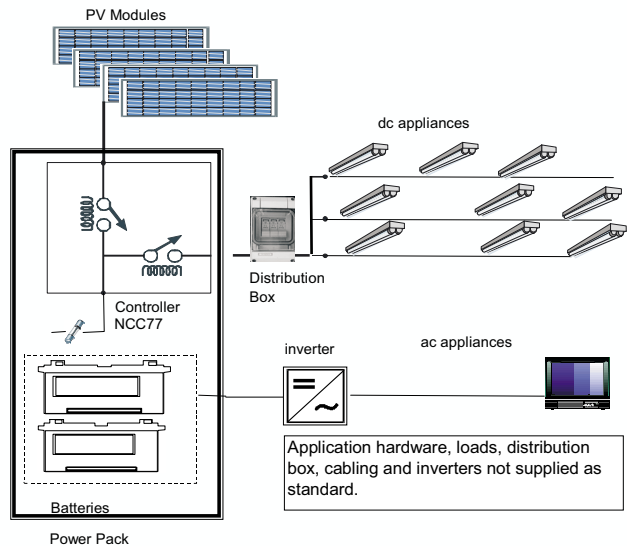 PV Modules
dc appliances
Distribution
Box
Controller
NCC77
inverter
ac appliances
Application hardware, loads, distribution
box, cabling and inverters not supplied as
standard.
Batteries
Power Pack